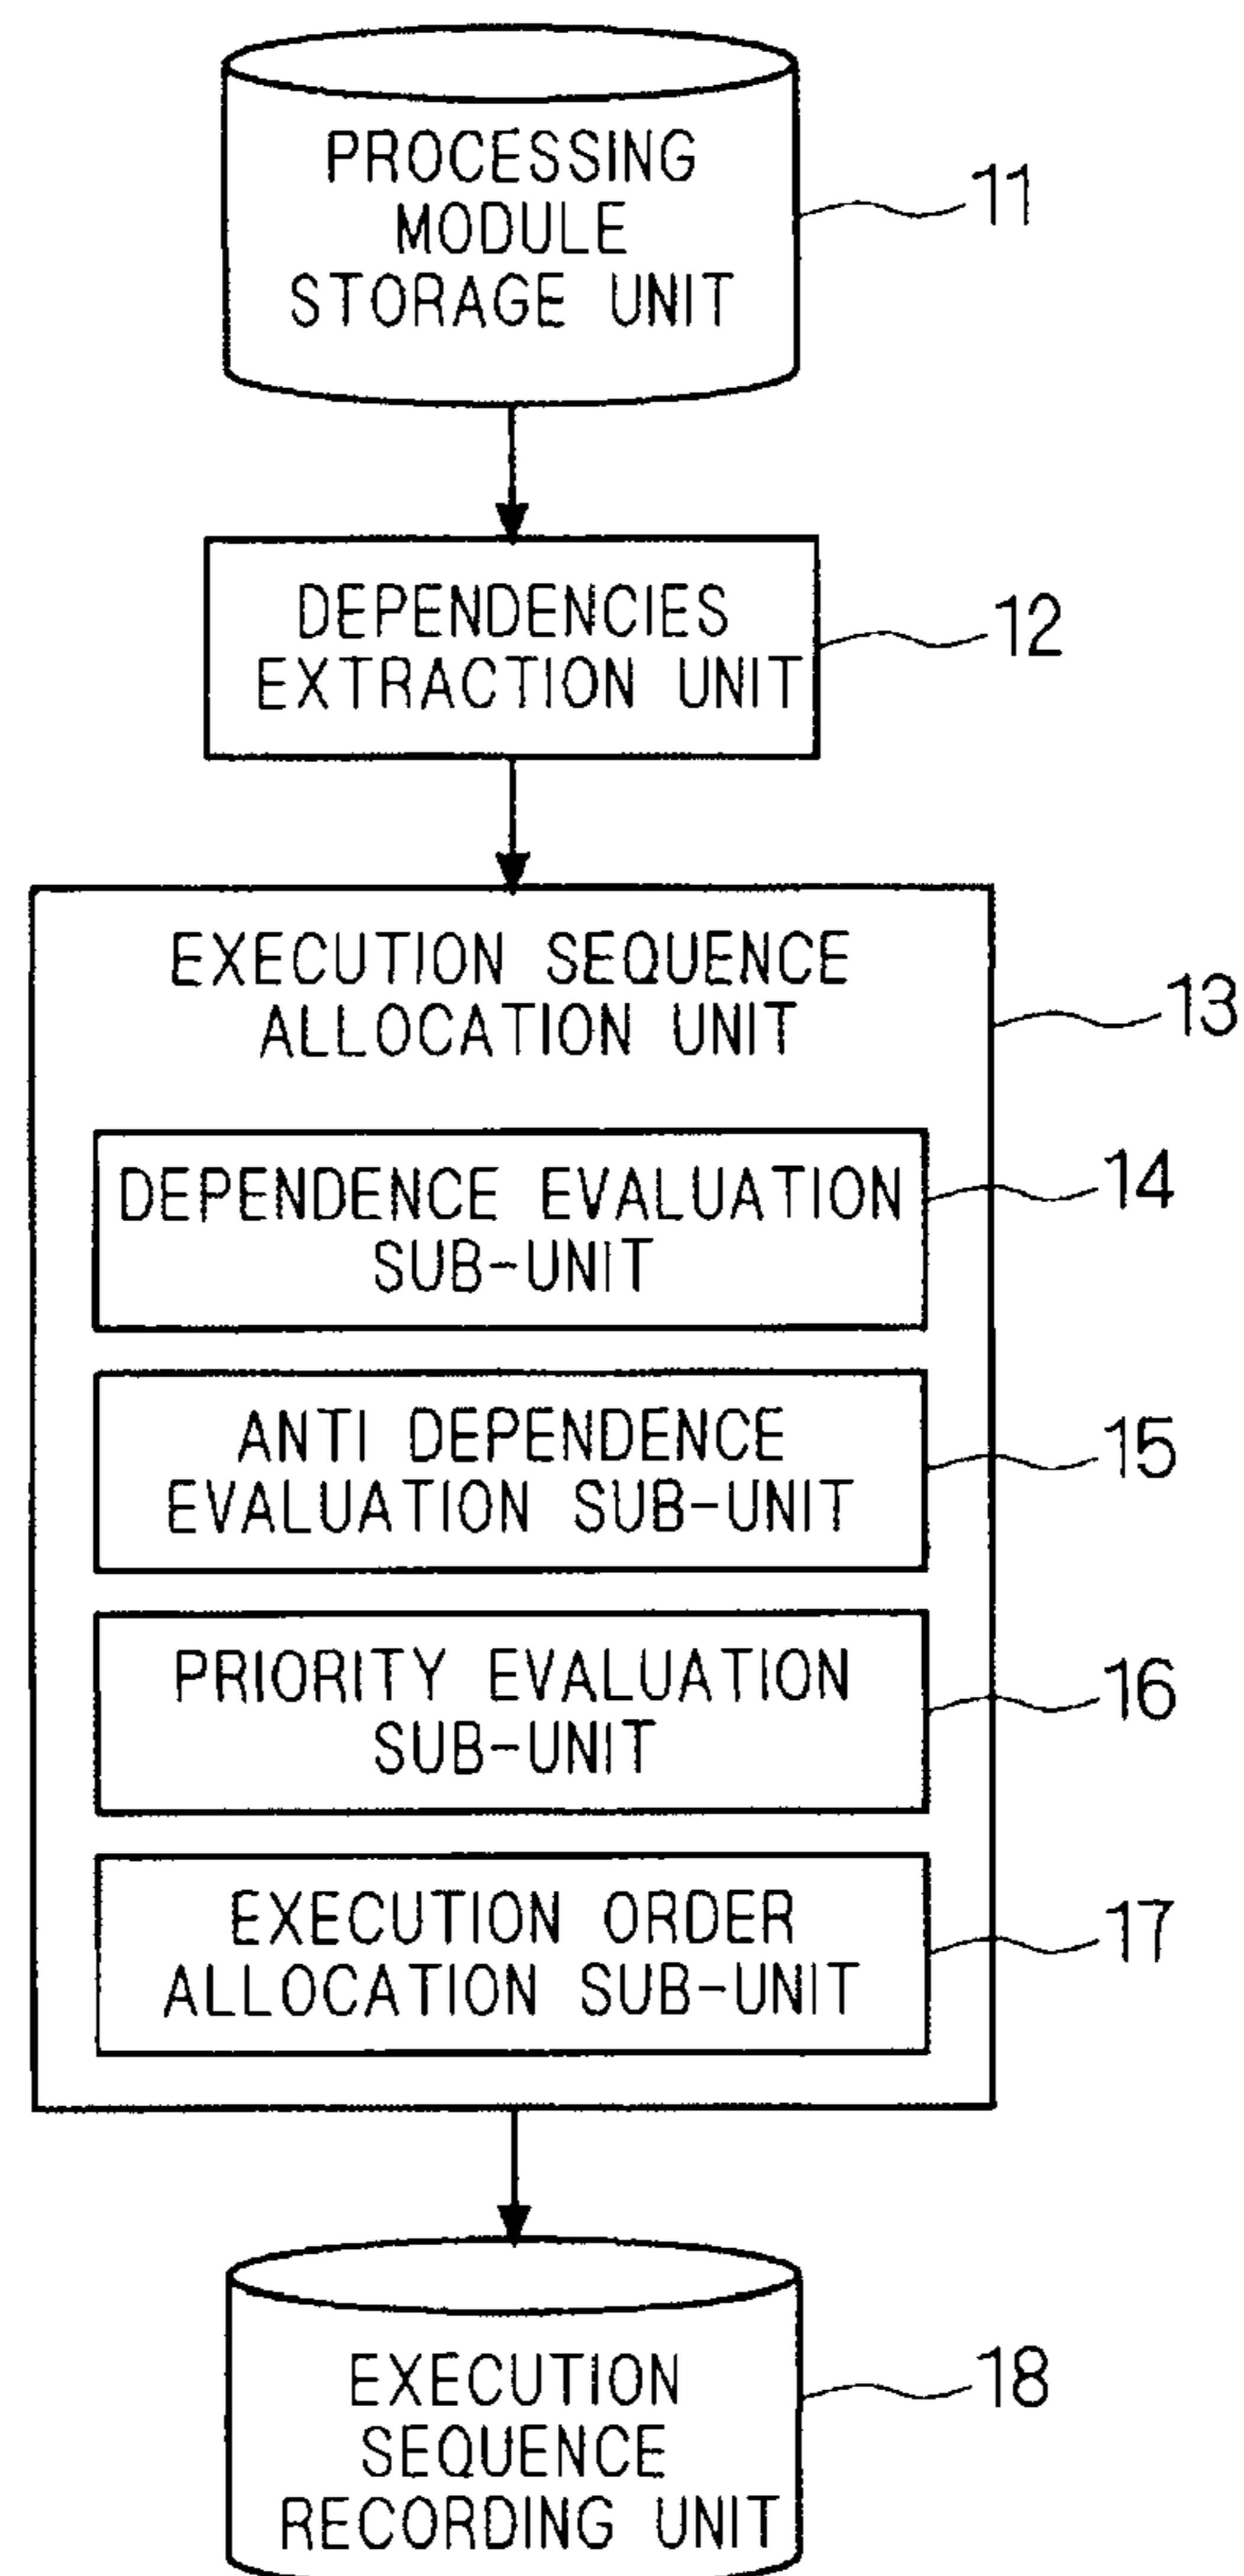 PROCESSING
MODULE
STORAGE UNIT
11
DEPENDENCIES
EXTRACTION UNIT
12
EXECUTION SEQUENCE
ALLOCATION UNIT
13
DEPENDENCE EVALUATION
SUB-UNIT
14
ANTI DEPENDENCE
EVALUATION SUB-UNIT
15
PRIORITY EVALUATION
SUB-UNIT
16
EXECUTION ORDER
ALLOCATION SUB-UNIT
17
EXECUTION
SEQUENCE
RECORDING UNIT
18